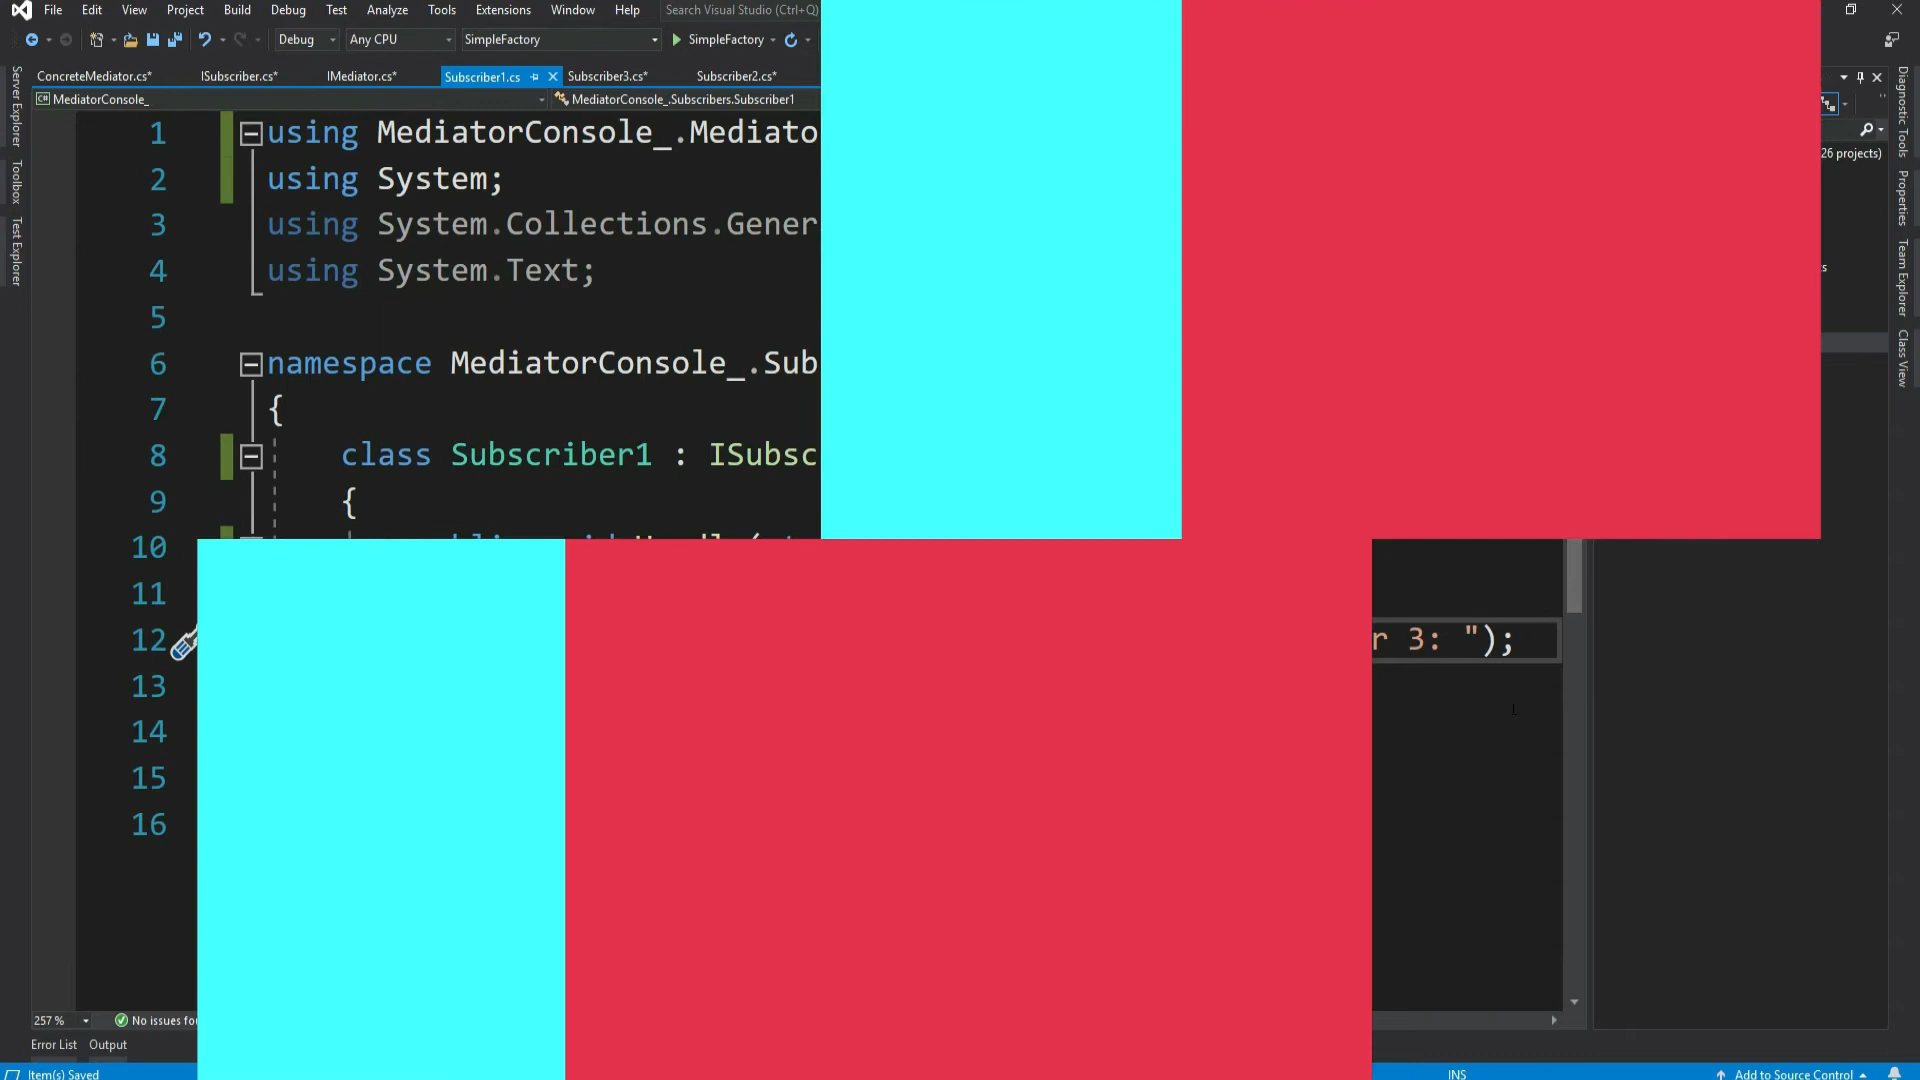 File Edit View Project Build Debug Test Analyze Tools Extensions Window Help Search Visual Studio (Ctrl+Q)
Debug Any CPU SimpleFactory SimpleFactory
ConcreteMediator.cs* ISubscriber.cs* IMediator.cs* Subscriber1.cs Subscriber3.cs* Subscriber2.cs*
MediatorConsole_ MediatorConsole_.Subscribers.Subscriber1
1 using MediatorConsole_.Mediato
2 using System;
3 using System.Collections.Gener
4 using System.Text;
5
6 namespace MediatorConsole_.Sub
7 {
8 class Subscriber1 : ISubsc
9 {
10
11
12 r 3: ");
13
14
15
16
257 % No issues fo
Error List Output
Item(s) Saved INS Add to Source Control
Server Explorer
Toolbox
Test Explorer
26 projects)
Diagnostic Tools
Properties
Team Explorer
Class View